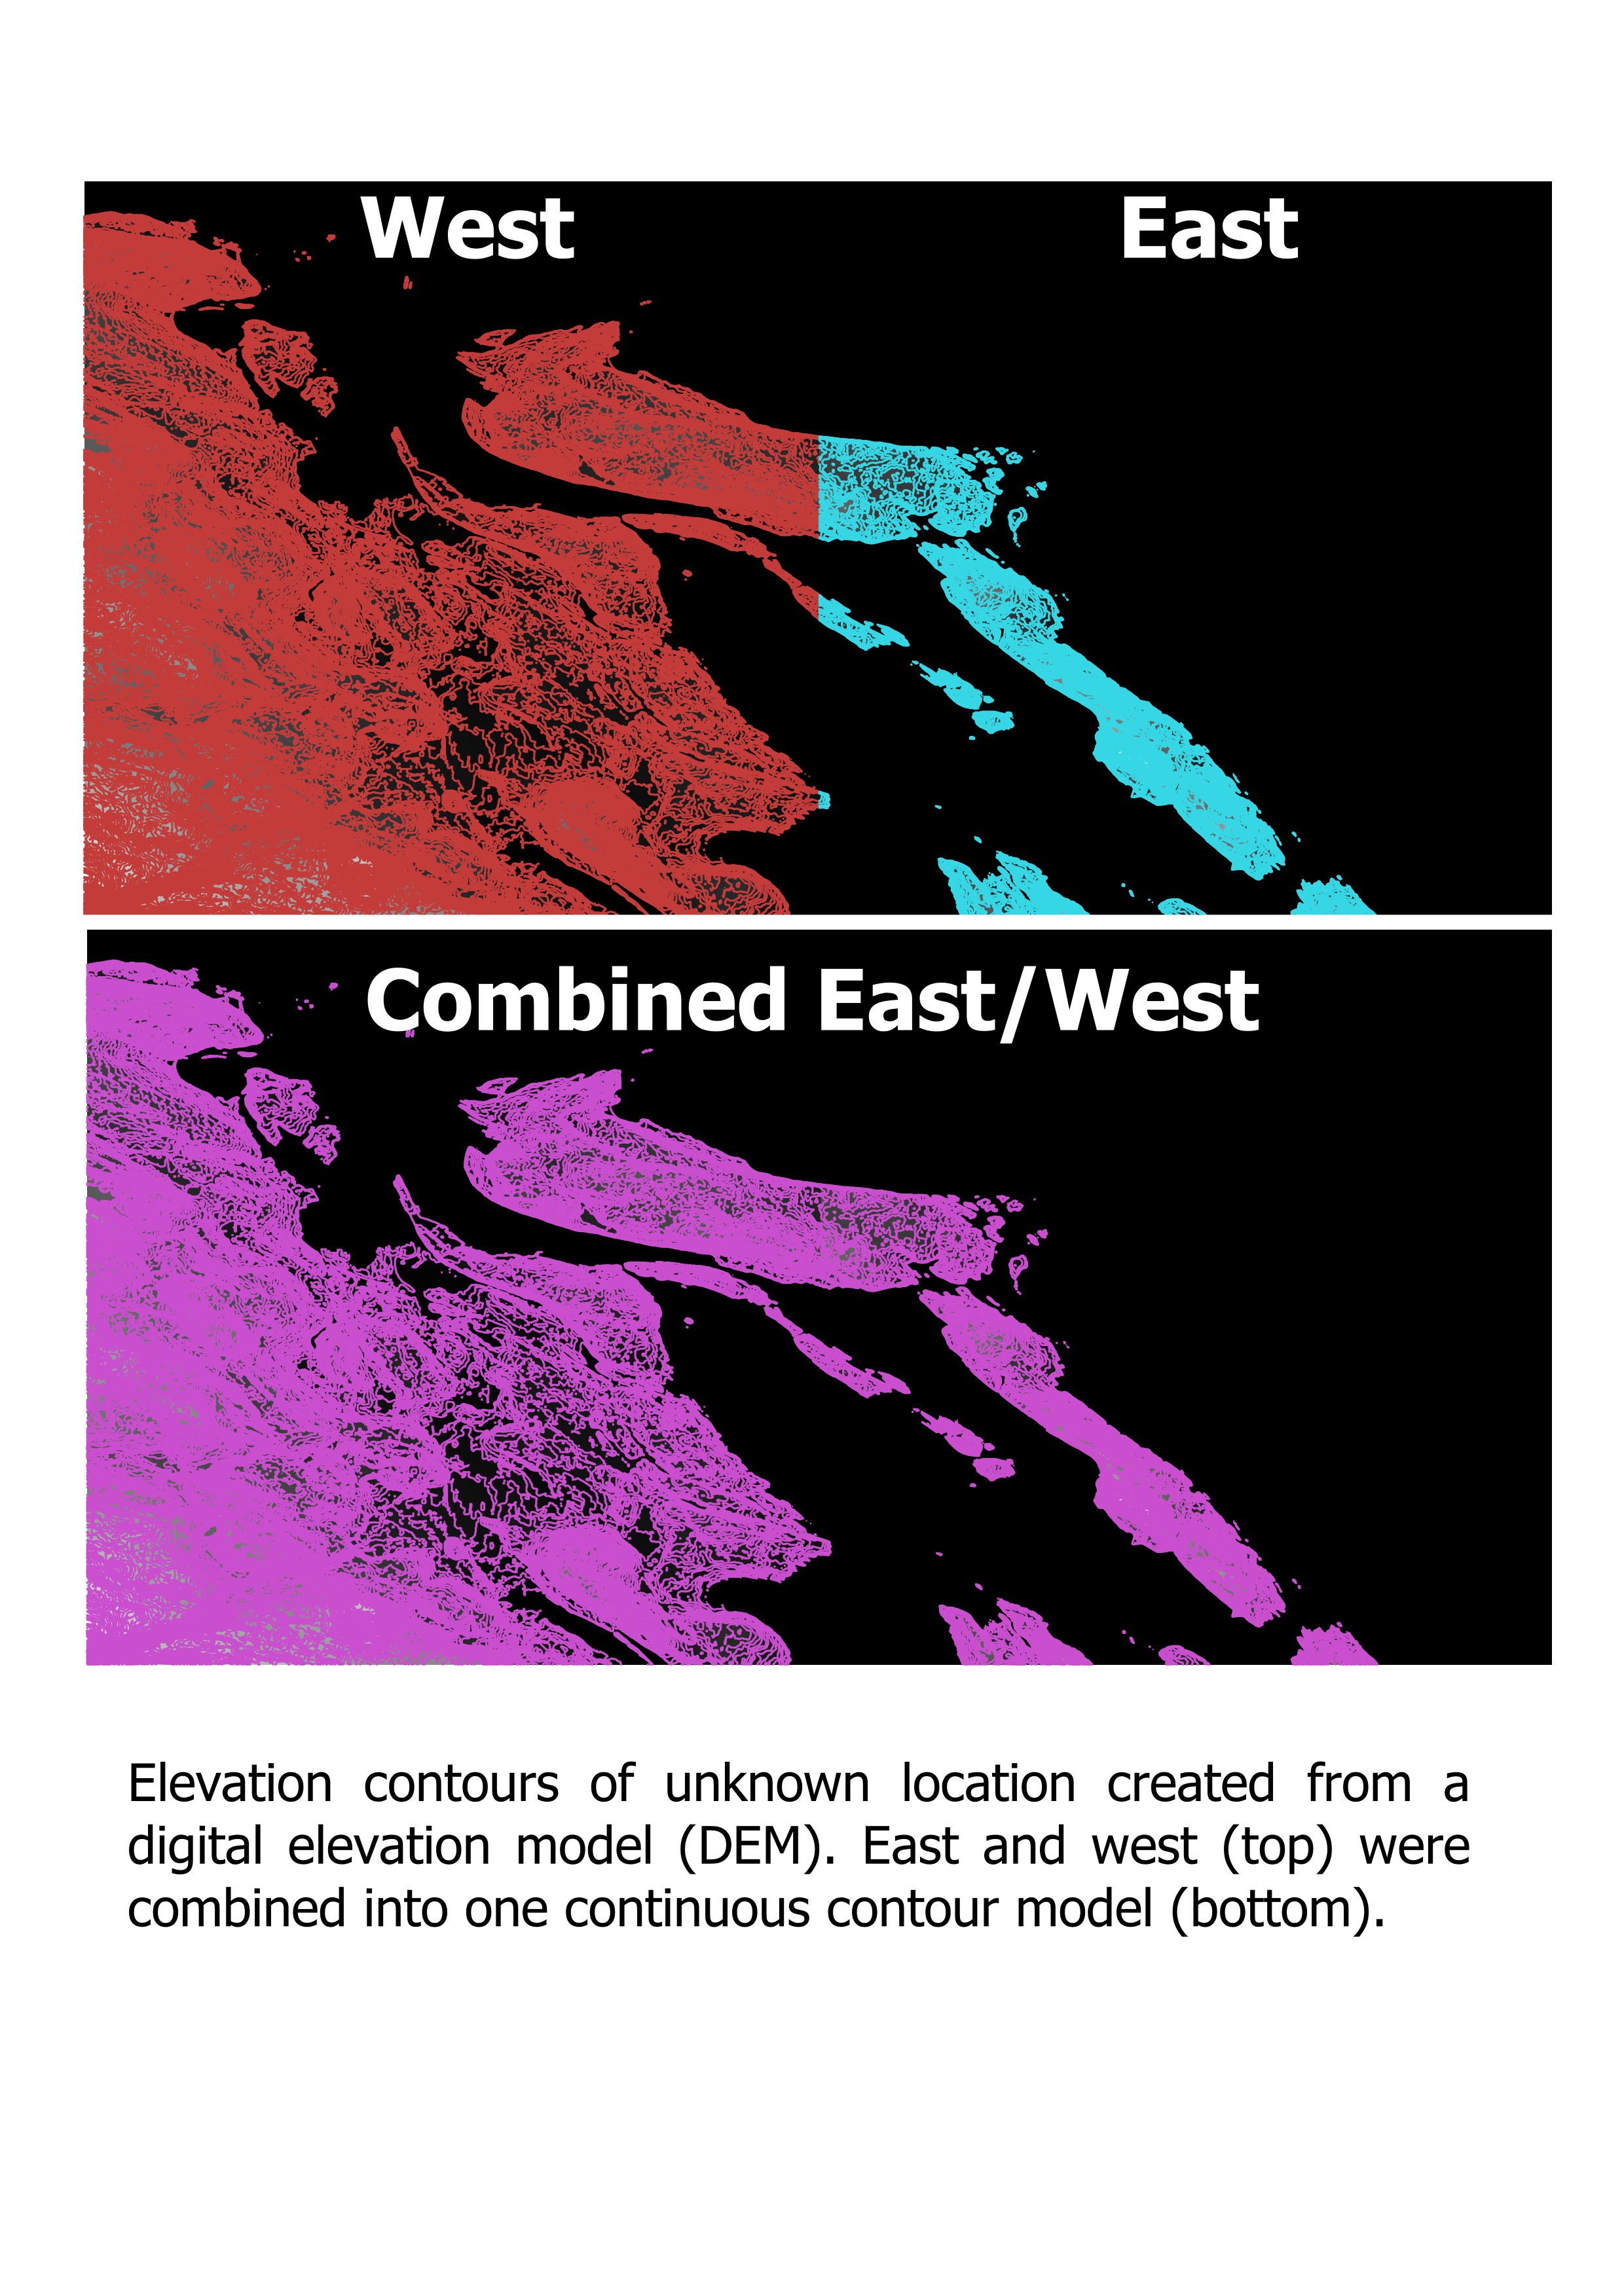 West East
Combined East/West
Elevation contours of unknown location created from a
digital elevation model (DEM). East and west (top) were
combined into one continuous contour model (bottom).